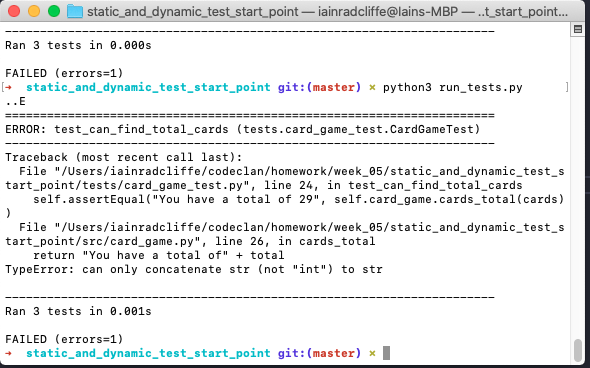 static_and_dynamic_test_start_point — iainradcliffe@Iains-MBP — ..t_start_point...
----------------------------------------------------------------------
Ran 3 tests in 0.000s
FAILED (errors=1)
[→ static_and_dynamic_test_start_point git:(master) × python3 run_tests.py ]
..E
======================================================================
ERROR: test_can_find_total_cards (tests.card_game_test.CardGameTest)
----------------------------------------------------------------------
Traceback (most recent call last):
  File "/Users/iainradcliffe/codeclan/homework/week_05/static_and_dynamic_test_s
tart_point/tests/card_game_test.py", line 24, in test_can_find_total_cards
    self.assertEqual("You have a total of 29", self.card_game.cards_total(cards)
)
  File "/Users/iainradcliffe/codeclan/homework/week_05/static_and_dynamic_test_s
tart_point/src/card_game.py", line 26, in cards_total
    return "You have a total of" + total
TypeError: can only concatenate str (not "int") to str
----------------------------------------------------------------------
Ran 3 tests in 0.001s
FAILED (errors=1)
→ static_and_dynamic_test_start_point git:(master) ×